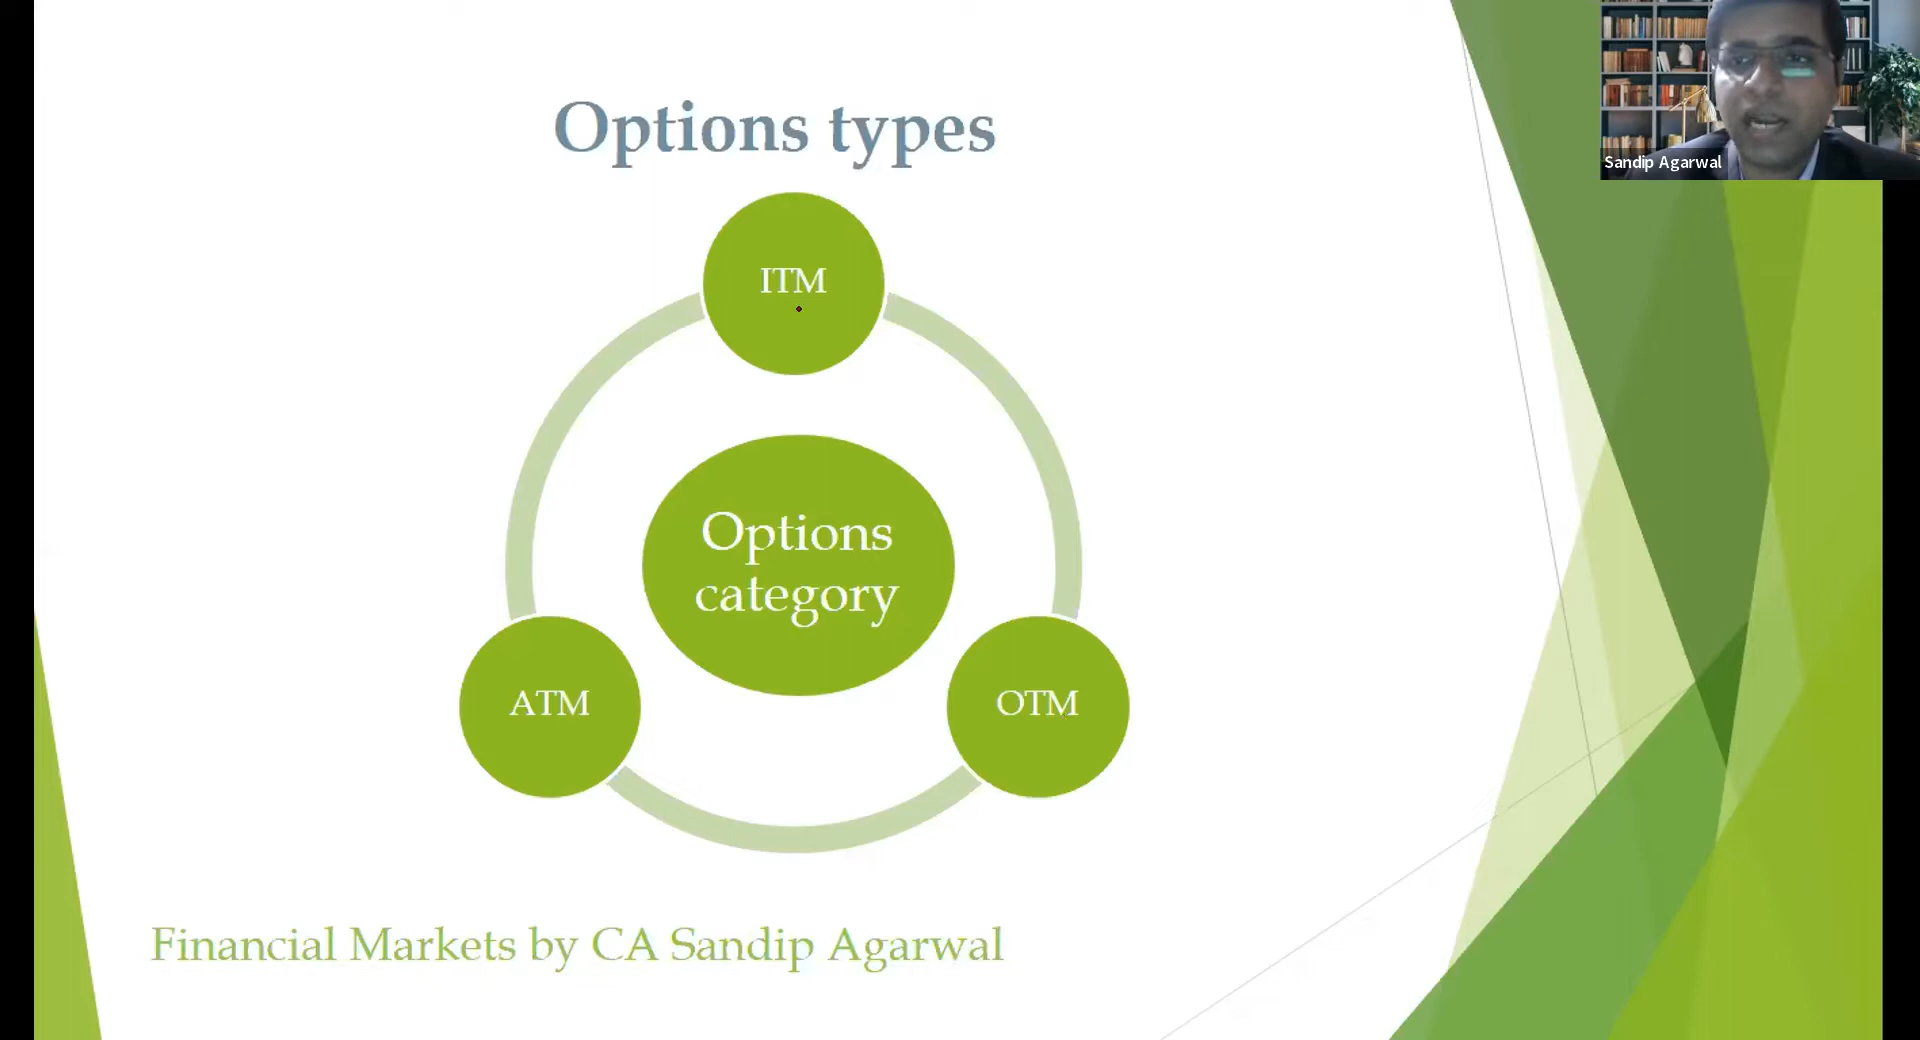 Sandip Agarwal
Options types
ITM
Options
category
ATM
OTM
Financial Markets by CA Sandip Agarwal